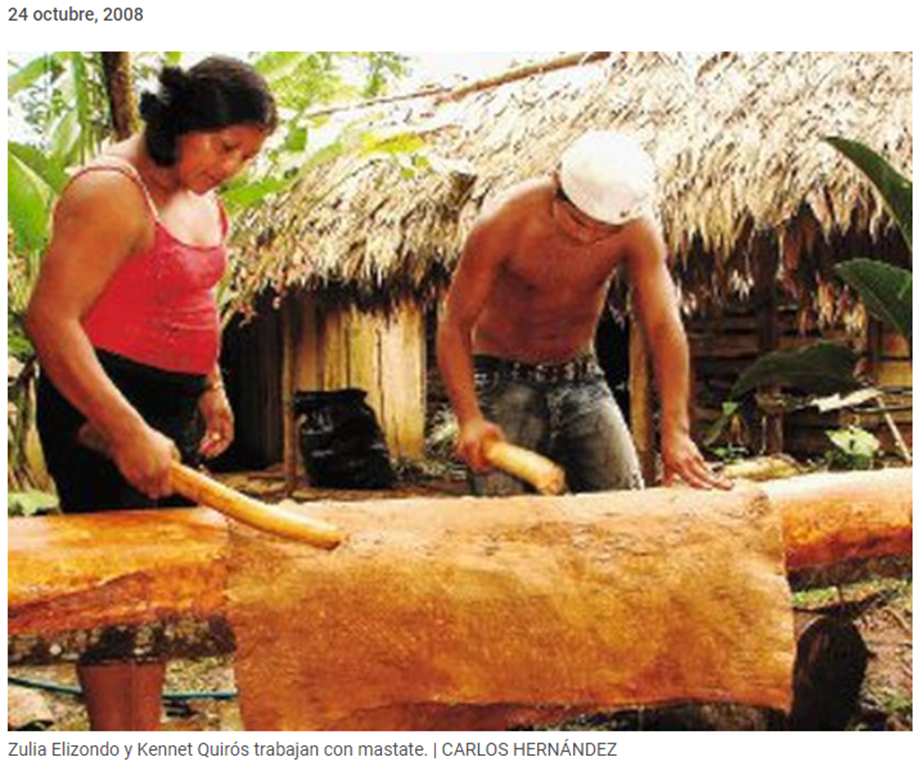 24 octubre, 2008
Zulia Elizondo y Kennet Quirós trabajan con mastate. | CARLOS HERNÁNDEZ